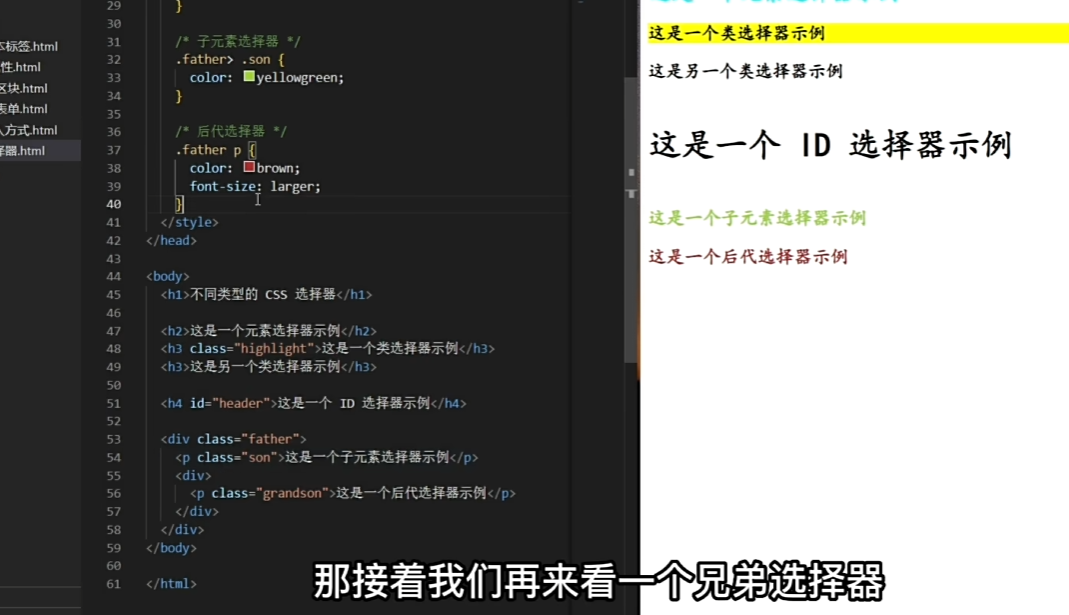 本标签.html
性.html
区块.html
表单.html
入方式.html
择器.html
29 }
30
31 /* 子元素选择器 */
32 .father> .son {
33 color: yellowgreen;
34 }
35
36 /* 后代选择器 */
37 .father p {
38 color: brown;
39 font-size: larger;
40 }
41 </style>
42 </head>
43
44 <body>
45 <h1>不同类型的 CSS 选择器</h1>
46
47 <h2>这是一个元素选择器示例</h2>
48 <h3 class="highlight">这是一个类选择器示例</h3>
49 <h3>这是另一个类选择器示例</h3>
50
51 <h4 id="header">这是一个 ID 选择器示例</h4>
52
53 <div class="father">
54 <p class="son">这是一个子元素选择器示例</p>
55 <div>
56 <p class="grandson">这是一个后代选择器示例</p>
57 </div>
58 </div>
59 </body>
60
61 </html>
这是一个类选择器示例
这是另一个类选择器示例
这是一个 ID 选择器示例
这是一个子元素选择器示例
这是一个后代选择器示例
那接着我们再来看一个兄弟选择器